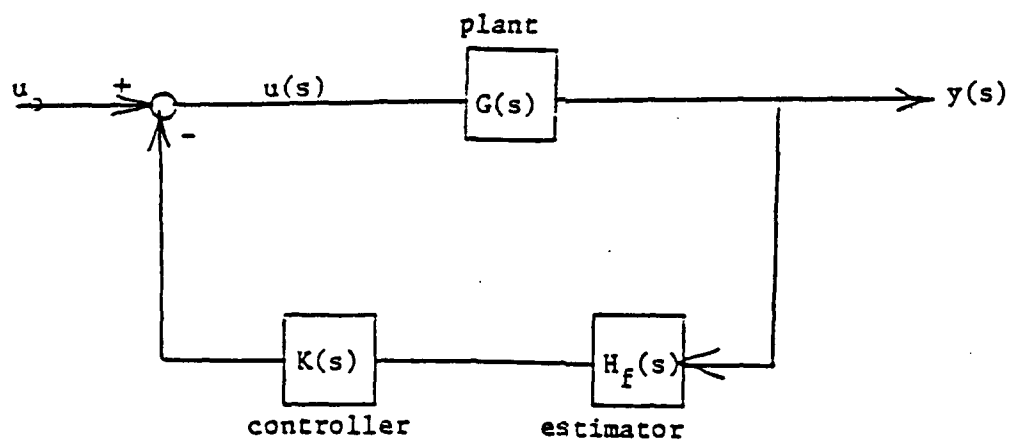 plant
u
+
u(s)
G(s)
y(s)
-
K(s)
H_f(s)
controller
estimator